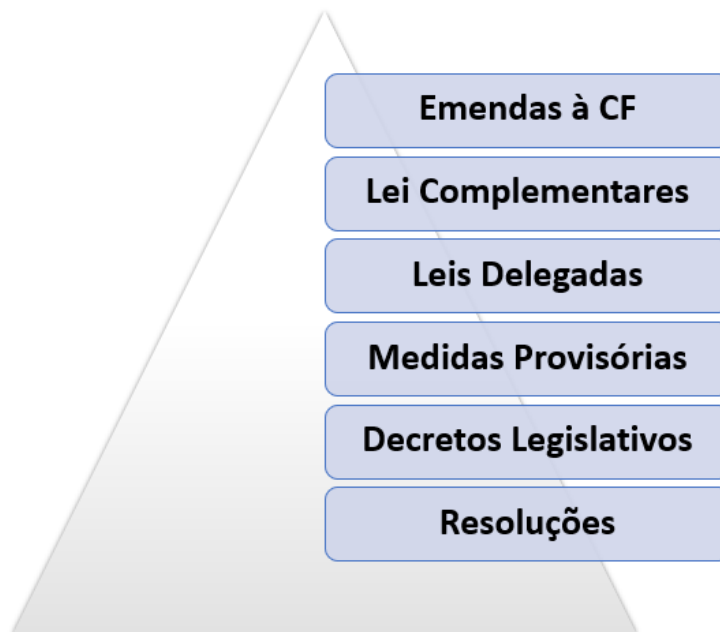 Emendas à CF
Lei Complementares
Leis Delegadas
Medidas Provisórias
Decretos Legislativos
Resoluções